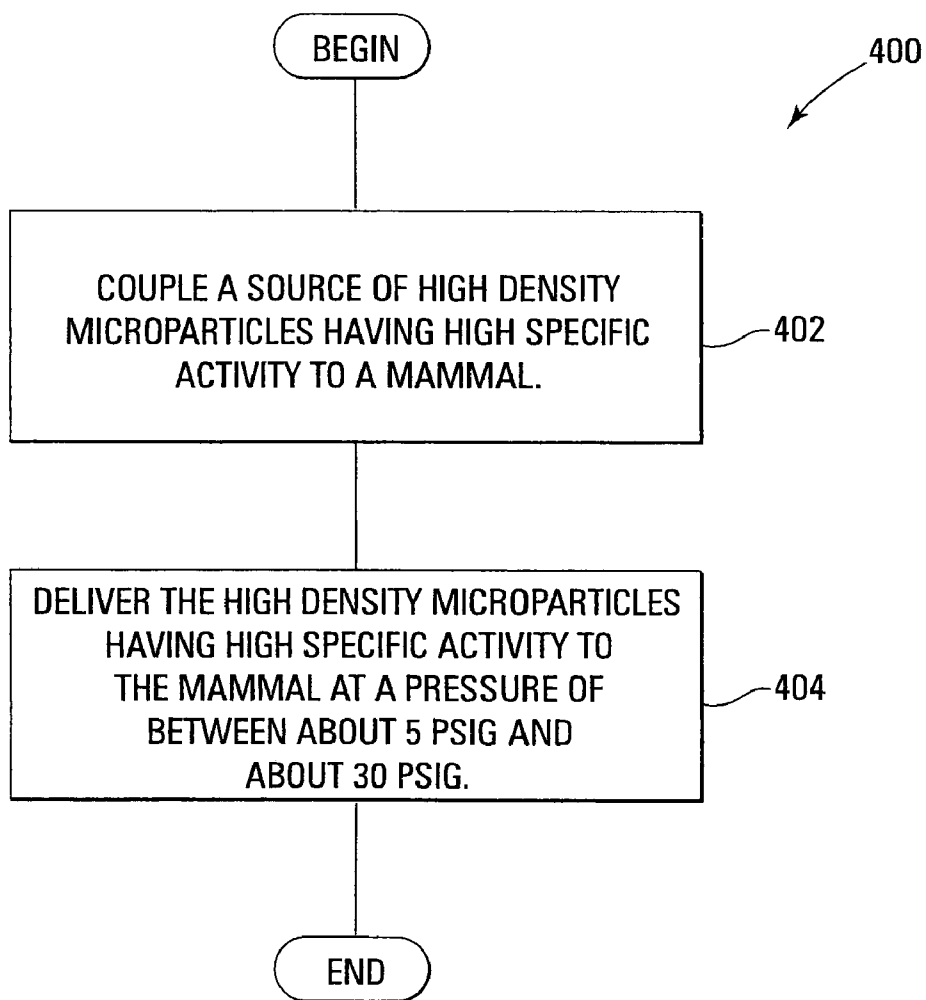 BEGIN
400
COUPLE A SOURCE OF HIGH DENSITY
MICROPARTICLES HAVING HIGH SPECIFIC
ACTIVITY TO A MAMMAL.
402
DELIVER THE HIGH DENSITY MICROPARTICLES
HAVING HIGH SPECIFIC ACTIVITY TO
THE MAMMAL AT A PRESSURE OF
BETWEEN ABOUT 5 PSIG AND
ABOUT 30 PSIG.
404
END